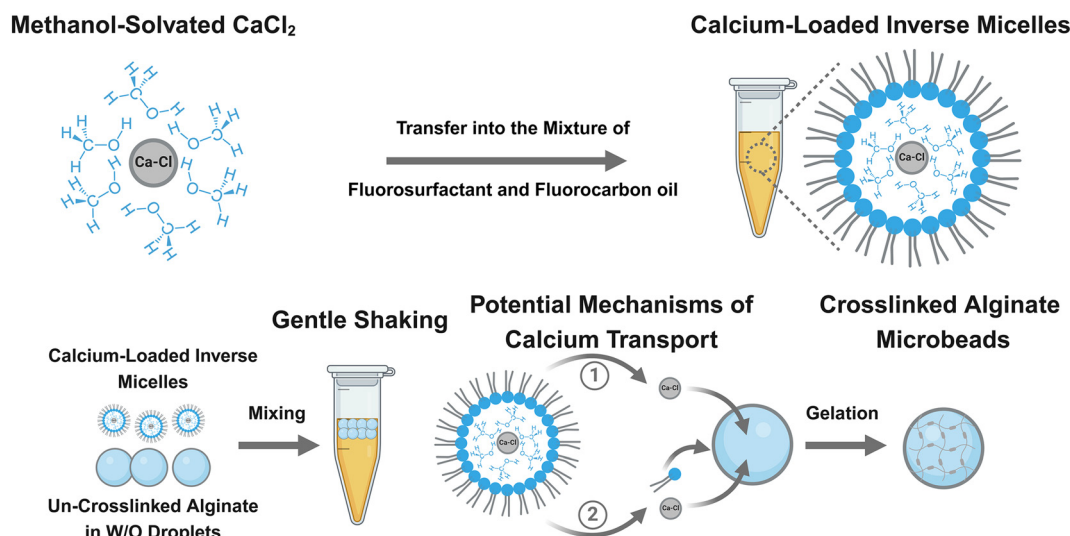 Methanol-Solvated CaCl₂
Calcium-Loaded Inverse Micelles
Ca-Cl
Transfer into the Mixture of
Fluorosurfactant and Fluorocarbon oil
Ca-Cl
Gentle Shaking
Potential Mechanisms of
Calcium Transport
Crosslinked Alginate
Microbeads
Calcium-Loaded Inverse
Micelles
Mixing
Un-Crosslinked Alginate
in W/O Droplets
1
Ca-Cl
Ca-Cl
2
Ca-Cl
Gelation